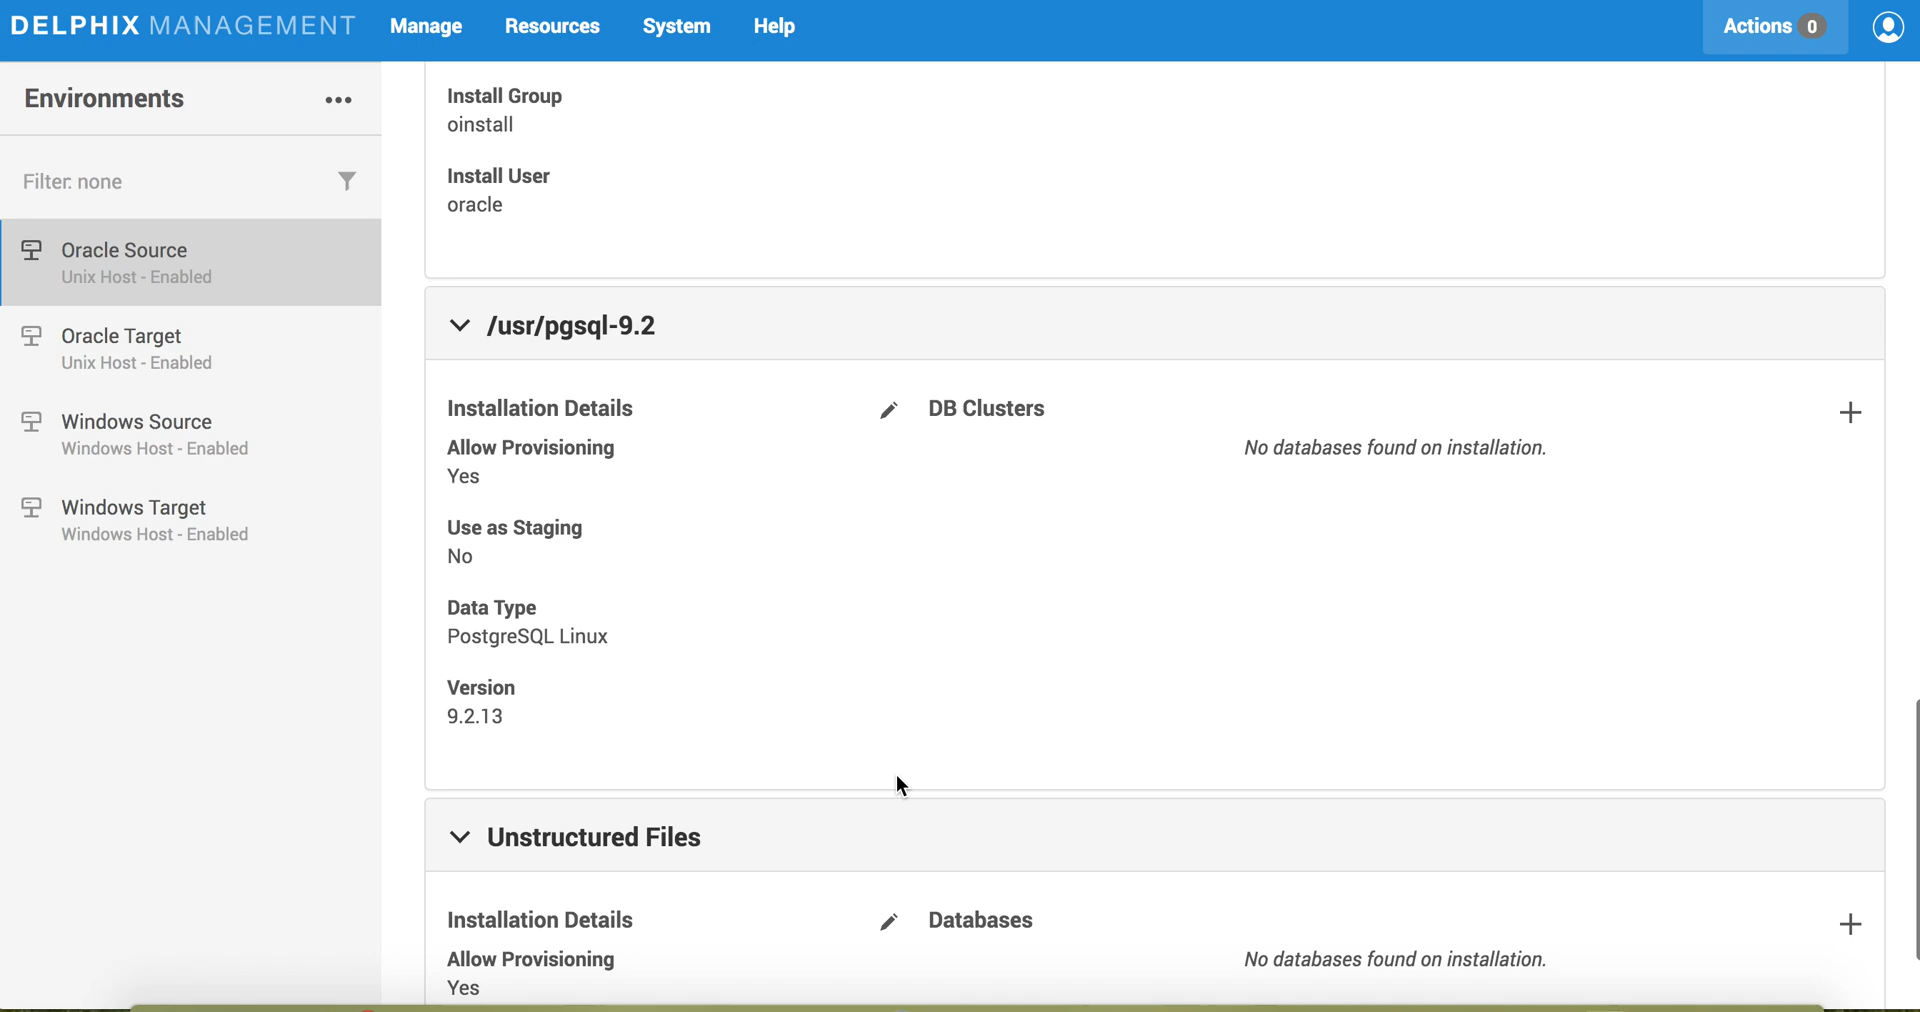 DELPHIX MANAGEMENT Manage Resources System Help Actions 0
Environments
Filter: none
Oracle Source
Unix Host - Enabled
Oracle Target
Unix Host - Enabled
Windows Source
Windows Host - Enabled
Windows Target
Windows Host - Enabled
Install Group
oinstall
Install User
oracle
/usr/pgsql-9.2
Installation Details
Allow Provisioning
Yes
Use as Staging
No
Data Type
PostgreSQL Linux
Version
9.2.13
DB Clusters
No databases found on installation.
Unstructured Files
Installation Details
Allow Provisioning
Yes
Databases
No databases found on installation.